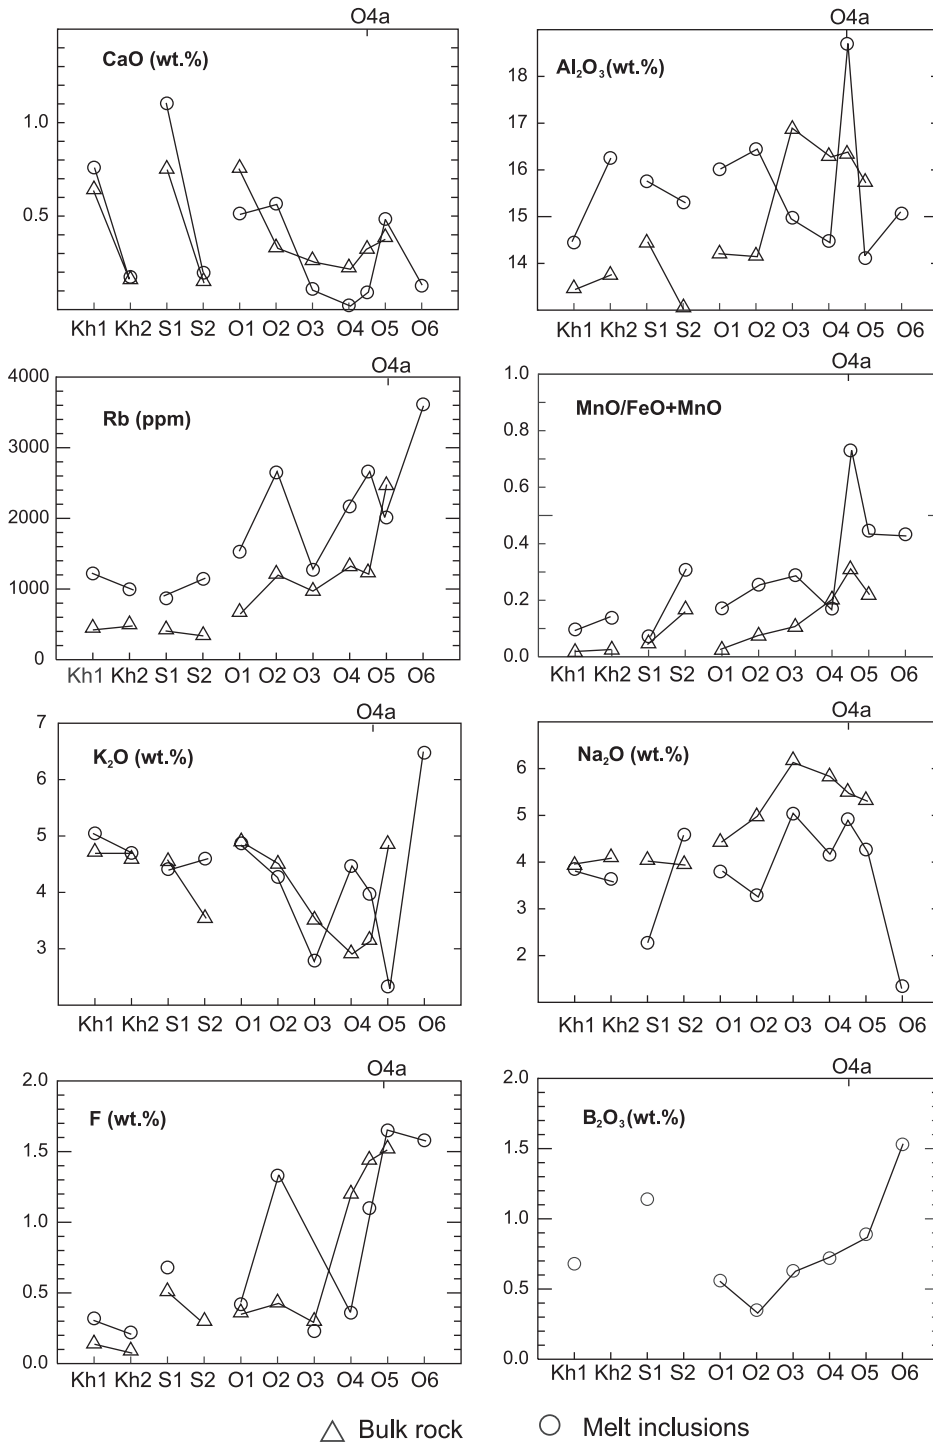 O4a
CaO (wt.%)
1.0
0.5
Kh1 Kh2 S1 S2 O1 O2 O3 O4 O5 O6
O4a
Al₂O₃(wt.%)
18
17
16
15
14
Kh1 Kh2 S1 S2 O1 O2 O3 O4 O5 O6
O4a
Rb (ppm)
4000
3000
2000
1000
0
Kh1 Kh2 S1 S2 O1 O2 O3 O4 O5 O6
O4a
MnO/FeO+MnO
1.0
0.8
0.6
0.4
0.2
0.0
Kh1 Kh2 S1 S2 O1 O2 O3 O4 O5 O6
O4a
K₂O (wt.%)
7
6
5
4
3
Kh1 Kh2 S1 S2 O1 O2 O3 O4 O5 O6
O4a
Na₂O (wt.%)
6
5
4
3
2
Kh1 Kh2 S1 S2 O1 O2 O3 O4 O5 O6
O4a
F (wt.%)
2.0
1.5
1.0
0.5
0.0
Kh1 Kh2 S1 S2 O1 O2 O3 O4 O5 O6
O4a
B₂O₃(wt.%)
2.0
1.5
1.0
0.5
0.0
Kh1 Kh2 S1 S2 O1 O2 O3 O4 O5 O6
Bulk rock
Melt inclusions